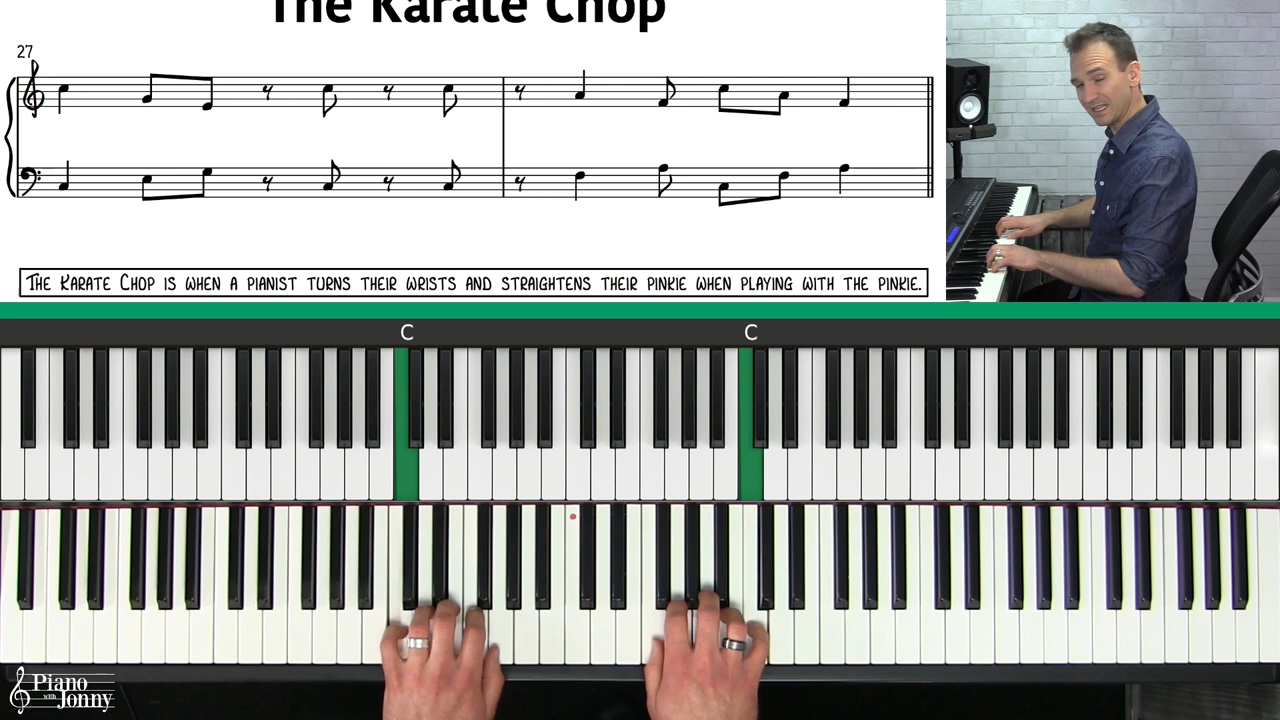 The Karate Chop
27
The Karate Chop is when a pianist turns their wrists and straightens their pinkie when playing with the pinkie.
C C
Piano
with
Jonny